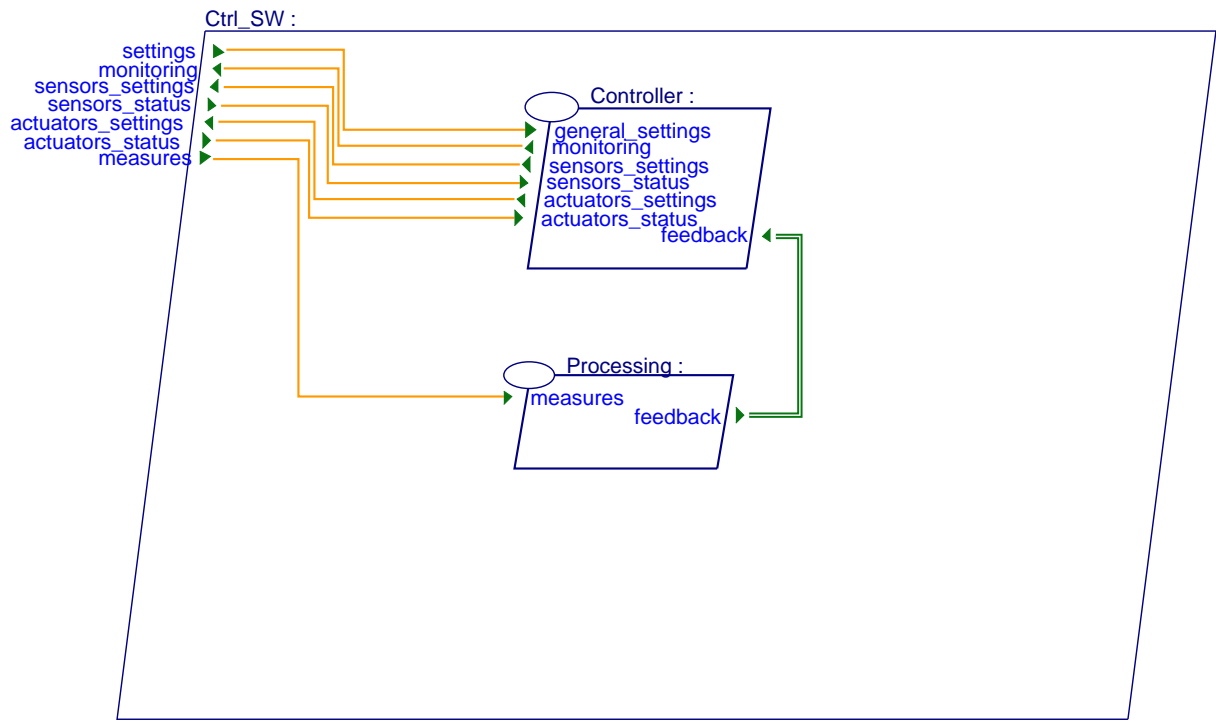 Ctrl_SW :
settings
monitoring
sensors_settings
sensors_status
actuators_settings
actuators_status
measures
Controller :
general_settings
monitoring
sensors_settings
sensors_status
actuators_settings
actuators_status
feedback
Processing :
measures
feedback